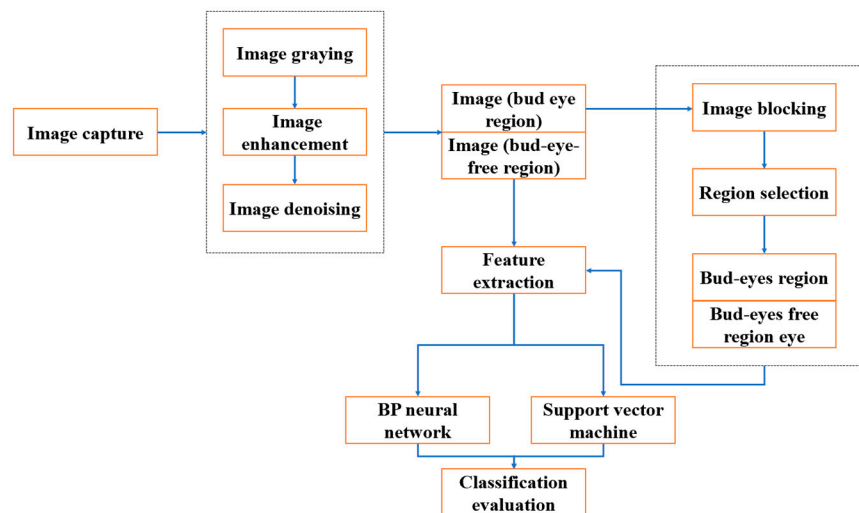 Image capture
Image graying
Image
enhancement
Image denoising
Image (bud eye
region)
Image (bud-eye-
free region)
Image blocking
Region selection
Bud-eyes region
Bud-eyes free
region eye
Feature
extraction
BP neural
network
Support vector
machine
Classification
evaluation